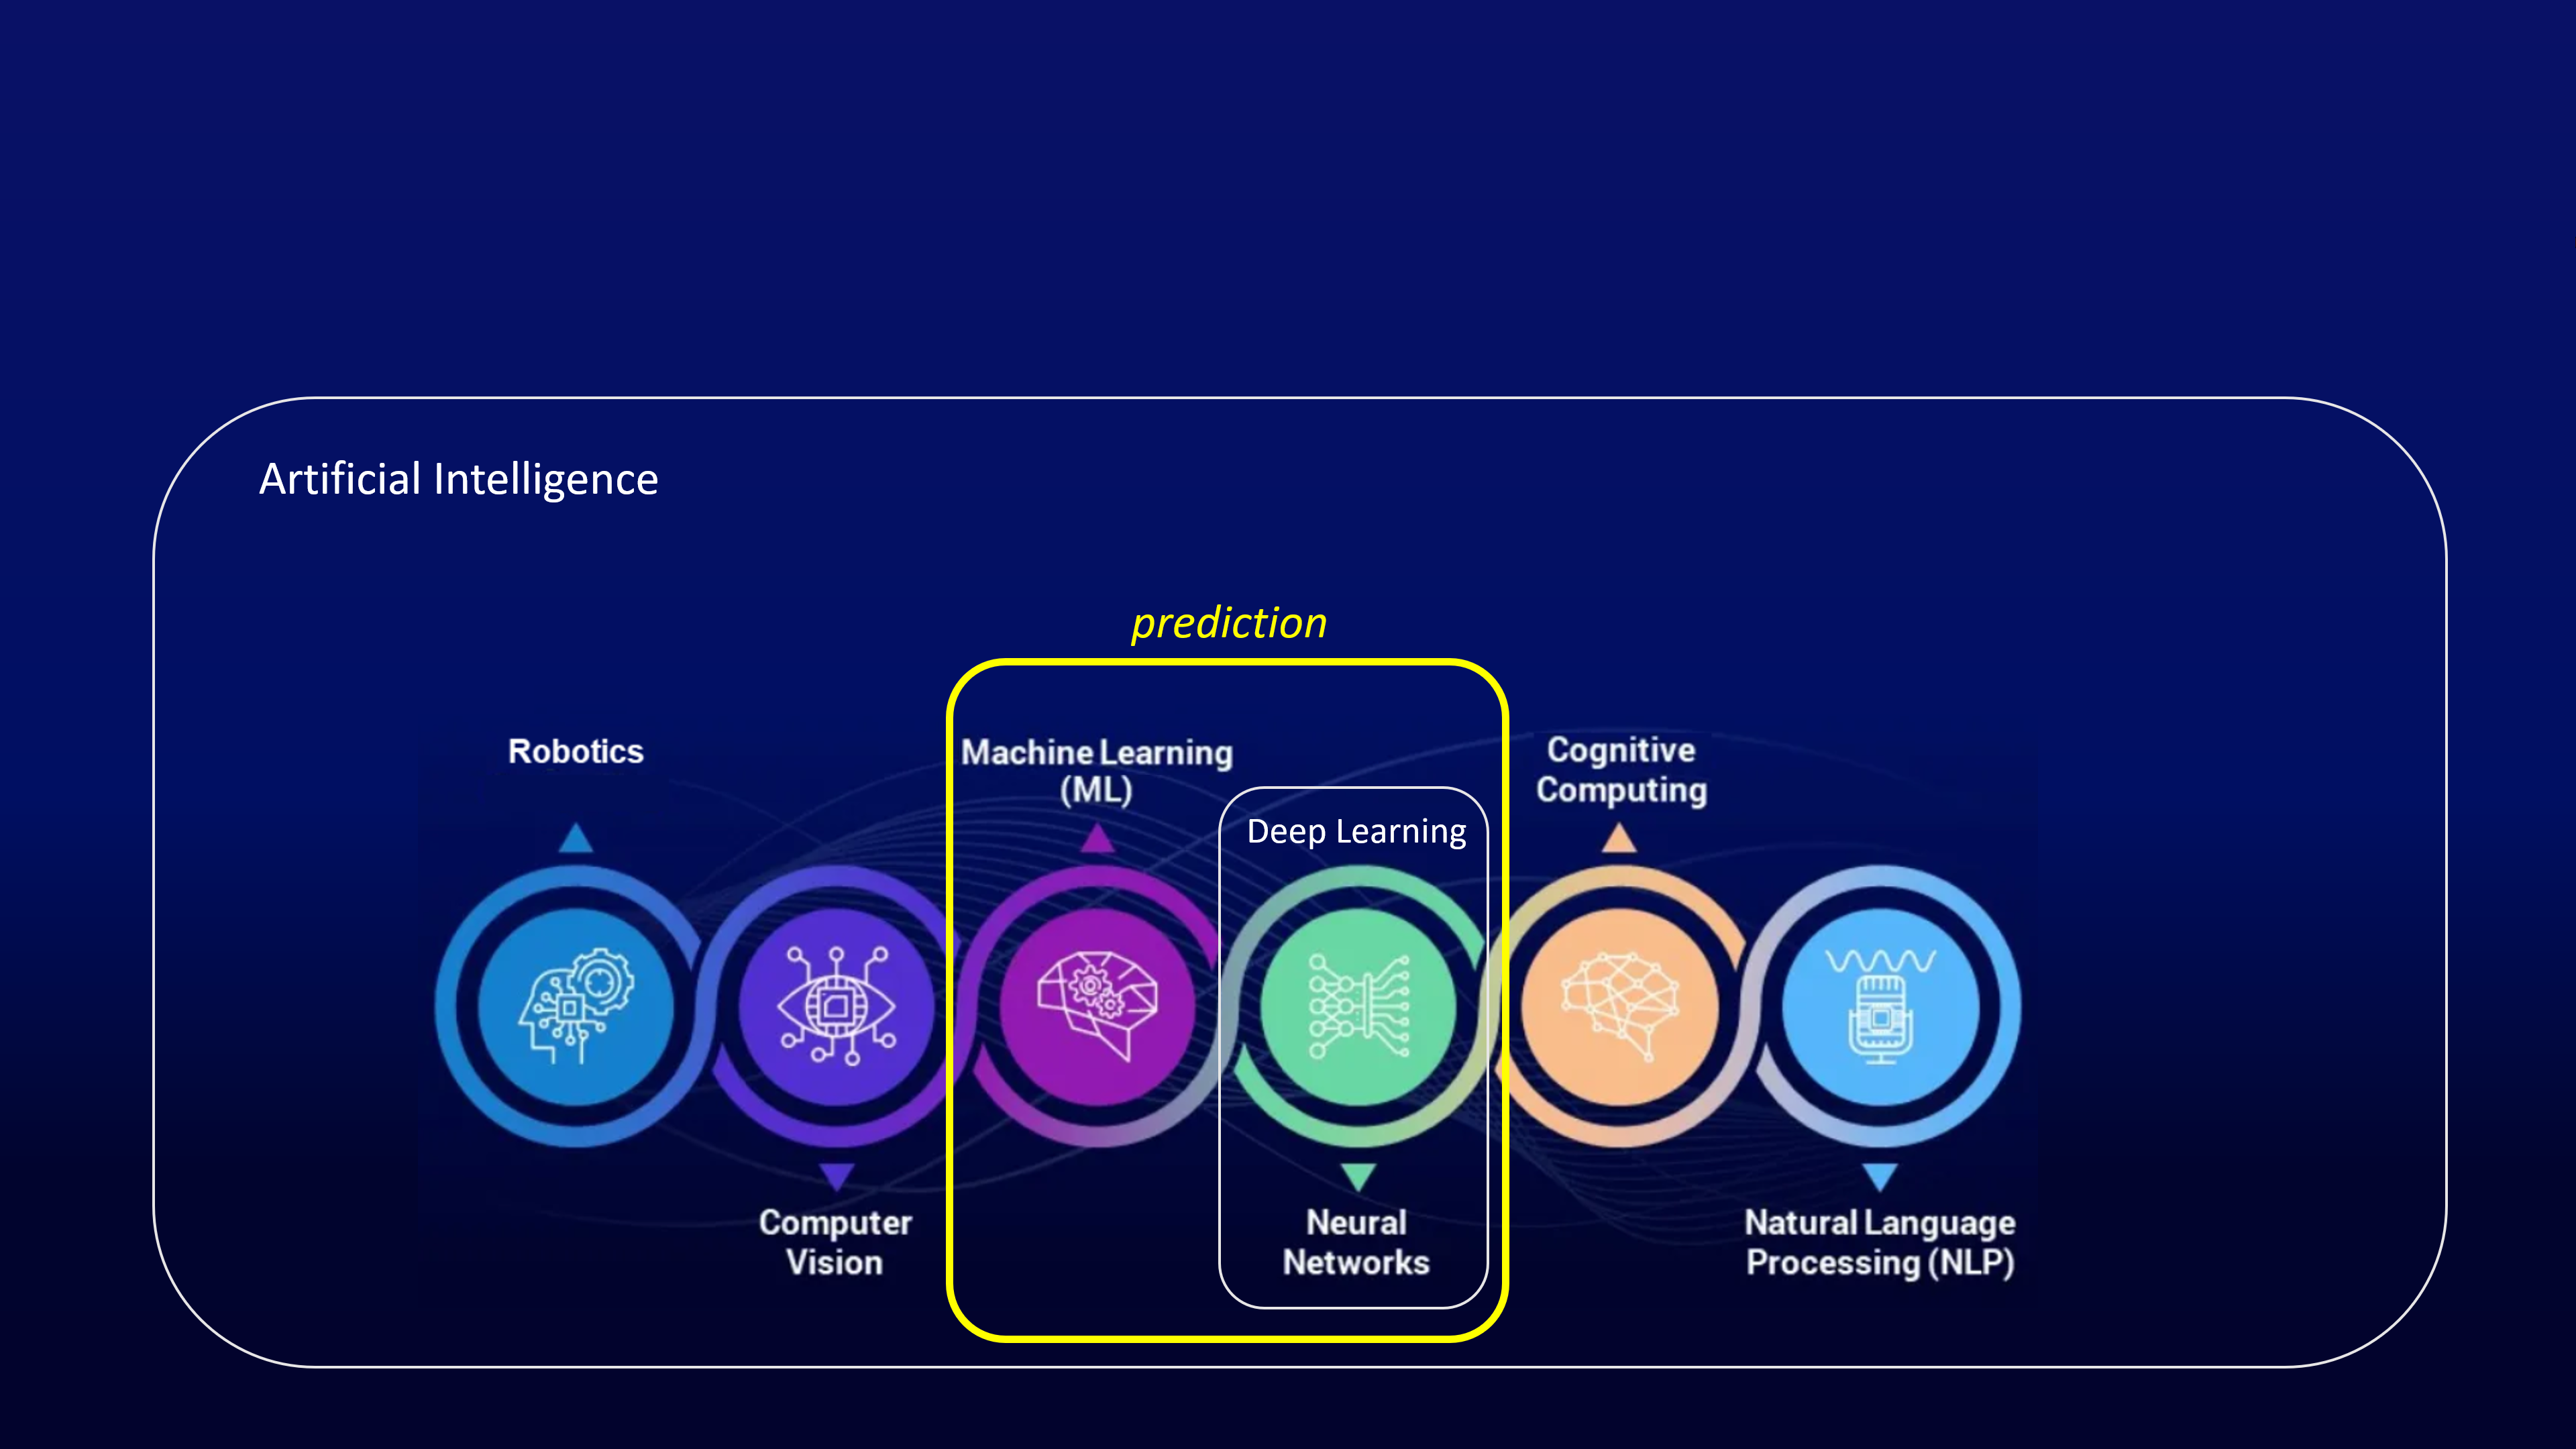 Artificial Intelligence
prediction
Robotics
Machine Learning
(ML)
Cognitive
Computing
Deep Learning
Computer
Vision
Neural
Networks
Natural Language
Processing (NLP)